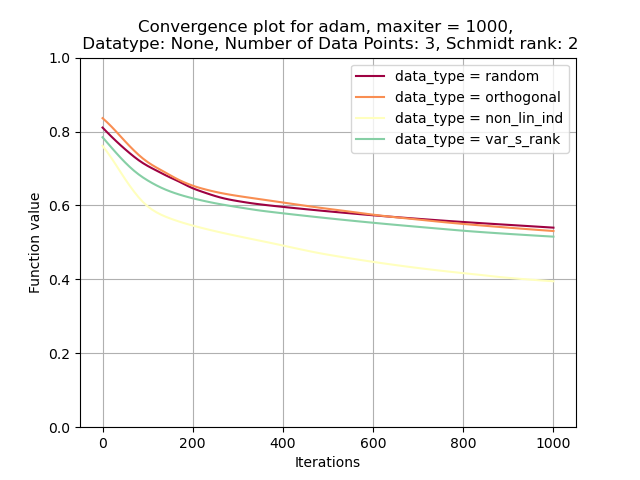 Convergence plot for adam, maxiter = 1000,
Datatype: None, Number of Data Points: 3, Schmidt rank: 2
1.0
0.8
0.6
0.4
0.2
0.0
Function value
data_type = random
data_type = orthogonal
data_type = non_lin_ind
data_type = var_s_rank
0 200 400 600 800 1000
Iterations